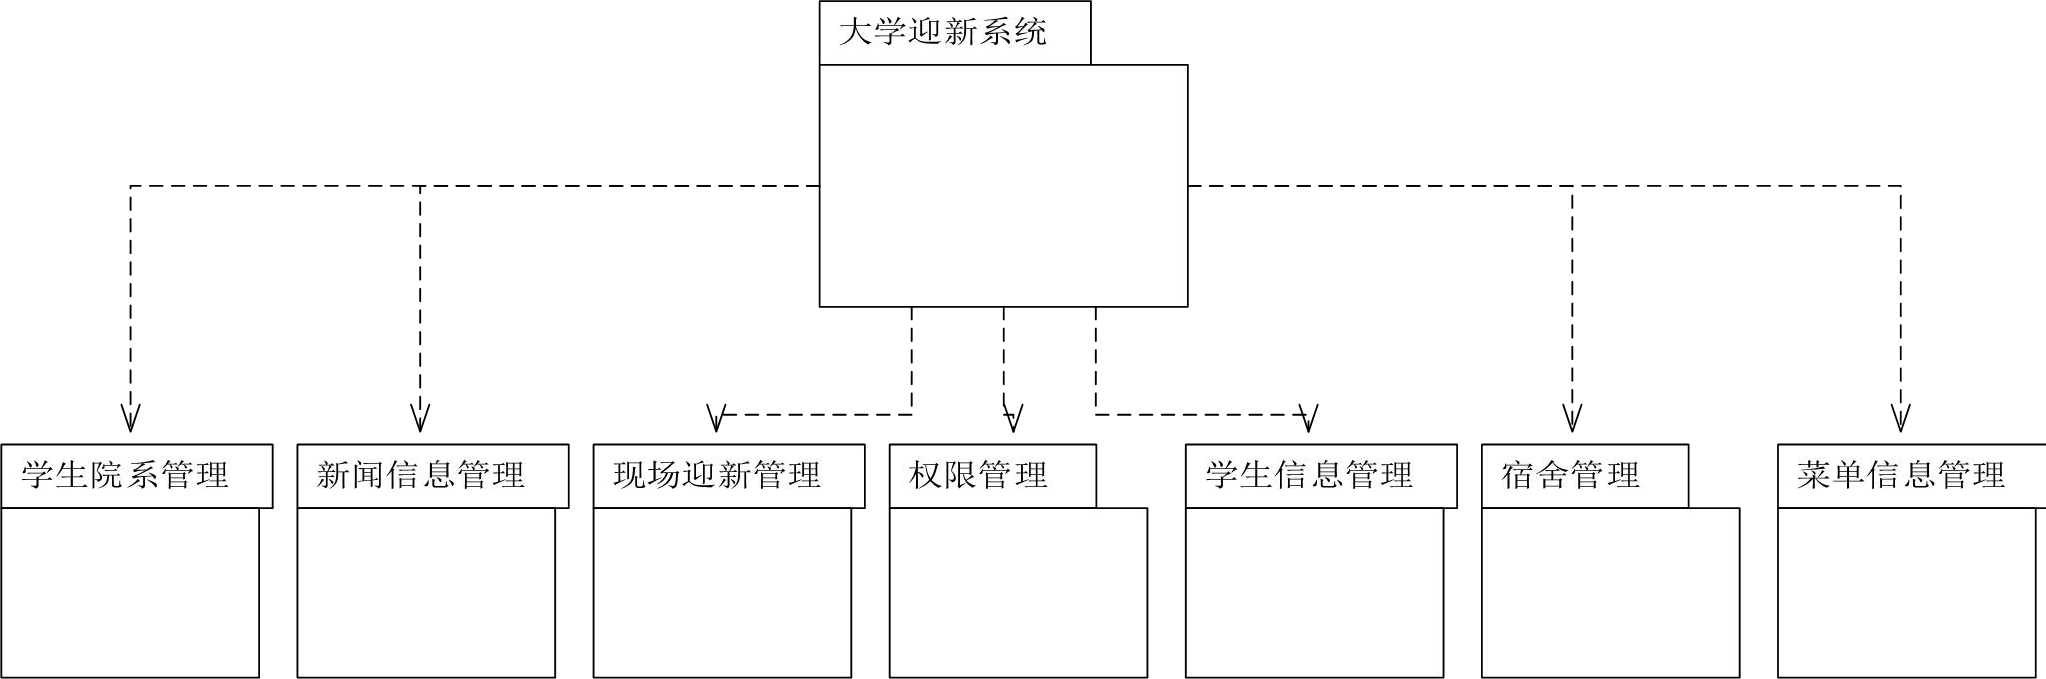 大学迎新系统
学生院系管理
新闻信息管理
现场迎新管理
权限管理
学生信息管理
宿舍管理
菜单信息管理